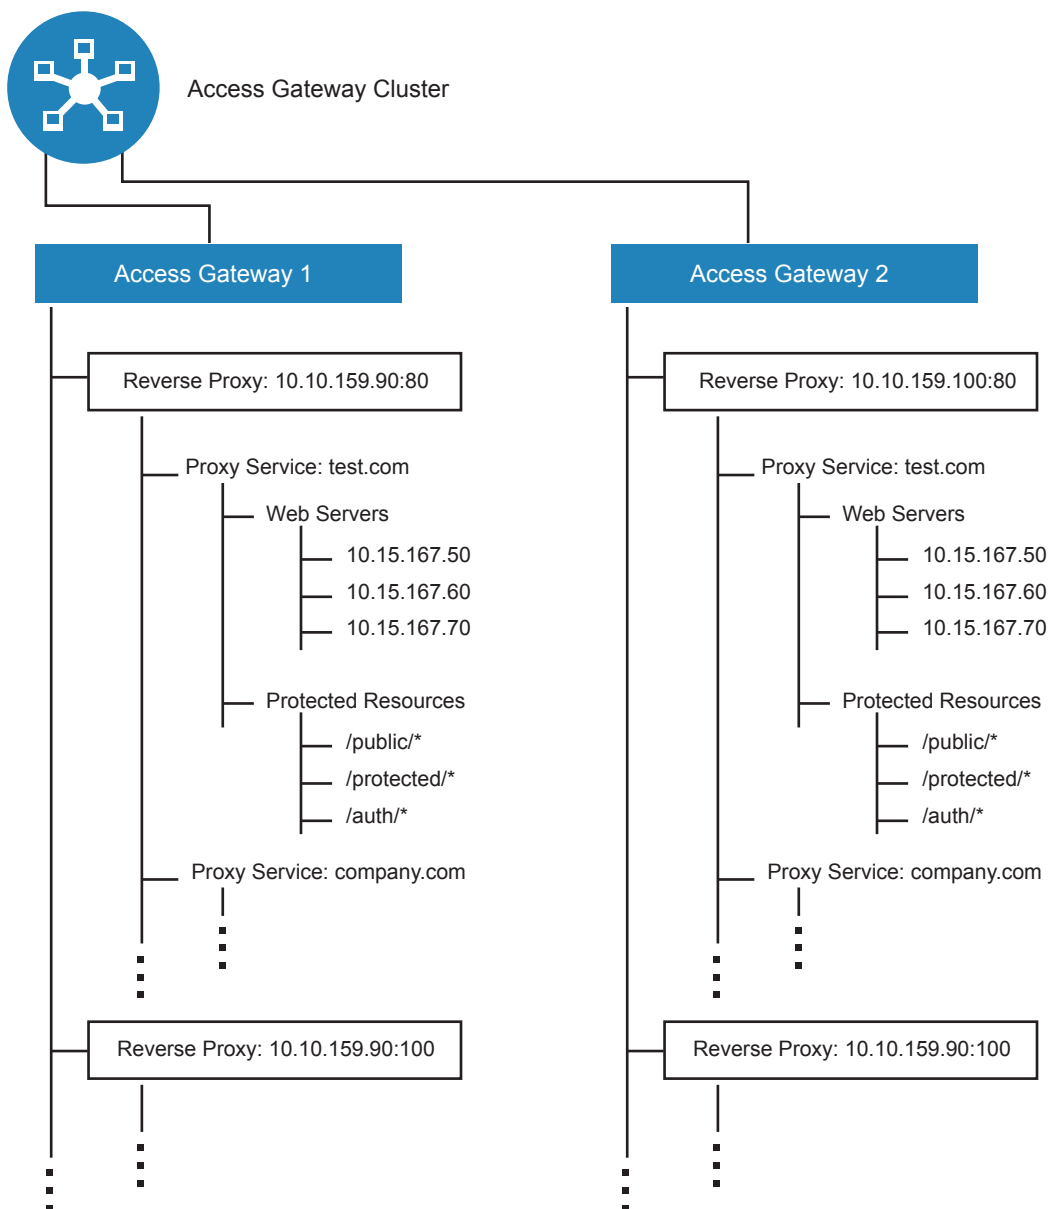 Access Gateway Cluster
Access Gateway 1
Reverse Proxy: 10.10.159.90:80
Proxy Service: test.com
Web Servers
10.15.167.50
10.15.167.60
10.15.167.70
Protected Resources
/public/*
/protected/*
/auth/*
Proxy Service: company.com
Reverse Proxy: 10.10.159.90:100
Access Gateway 2
Reverse Proxy: 10.10.159.100:80
Proxy Service: test.com
Web Servers
10.15.167.50
10.15.167.60
10.15.167.70
Protected Resources
/public/*
/protected/*
/auth/*
Proxy Service: company.com
Reverse Proxy: 10.10.159.90:100